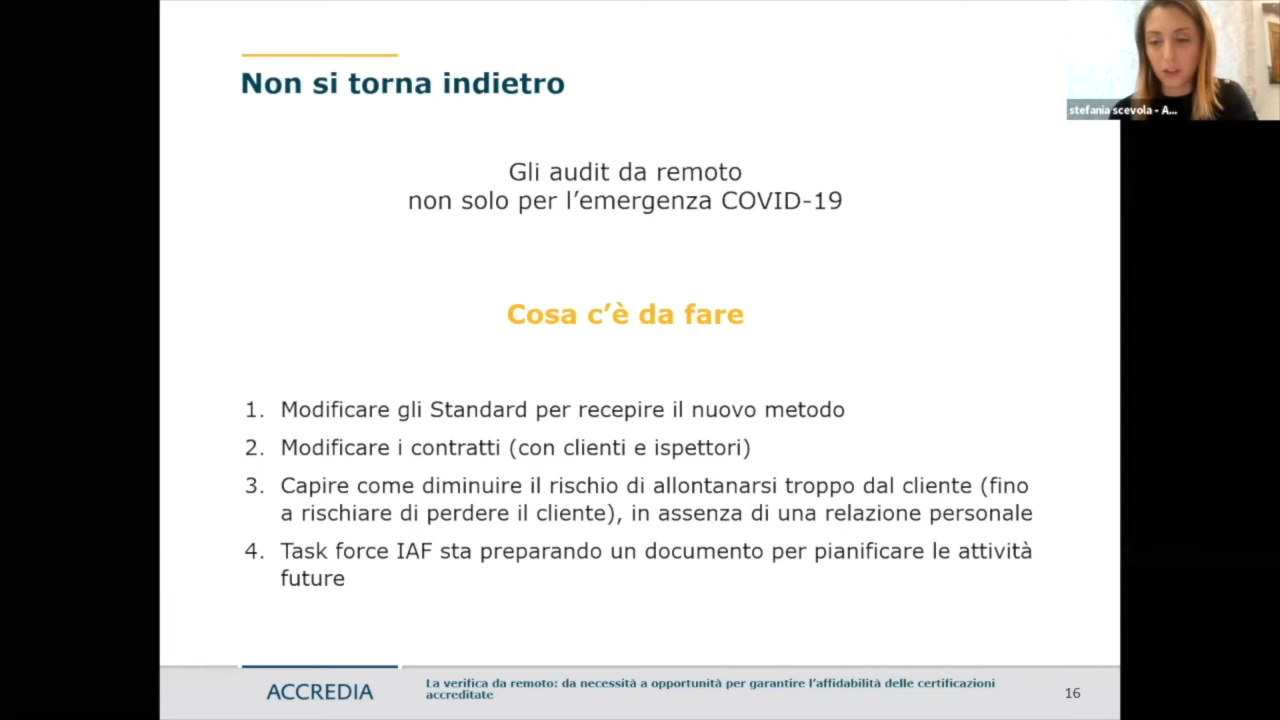 Non si torna indietro
stefania scevola - A...
Gli audit da remoto
non solo per l’emergenza COVID-19
Cosa c’è da fare
1. Modificare gli Standard per recepire il nuovo metodo
2. Modificare i contratti (con clienti e ispettori)
3. Capire come diminuire il rischio di allontanarsi troppo dal cliente (fino
a rischiare di perdere il cliente), in assenza di una relazione personale
4. Task force IAF sta preparando un documento per pianificare le attività
future
ACCREDIA
La verifica da remoto: da necessità a opportunità per garantire l’affidabilità delle certificazioni
accreditate
16